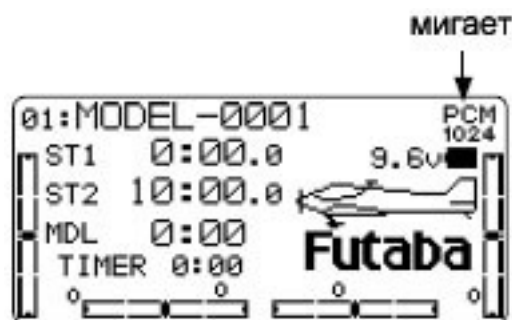 мигает
01:MODEL-0001 PCM
1024
ST1 0:00.0 9.6v
ST2 10:00.0
MDL 0:00
TIMER 0:00
Futaba